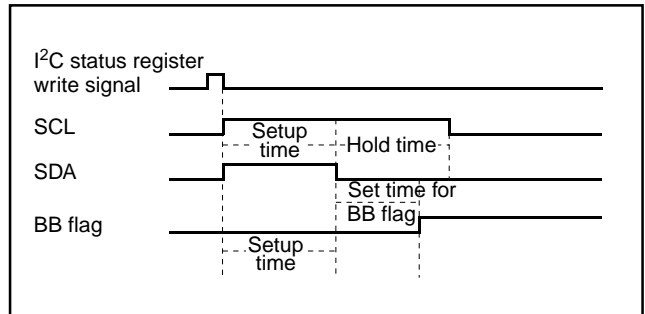 I²C status register
write signal
SCL
Setup
time
Hold time
SDA
Set time for
BB flag
BB flag
Setup
time